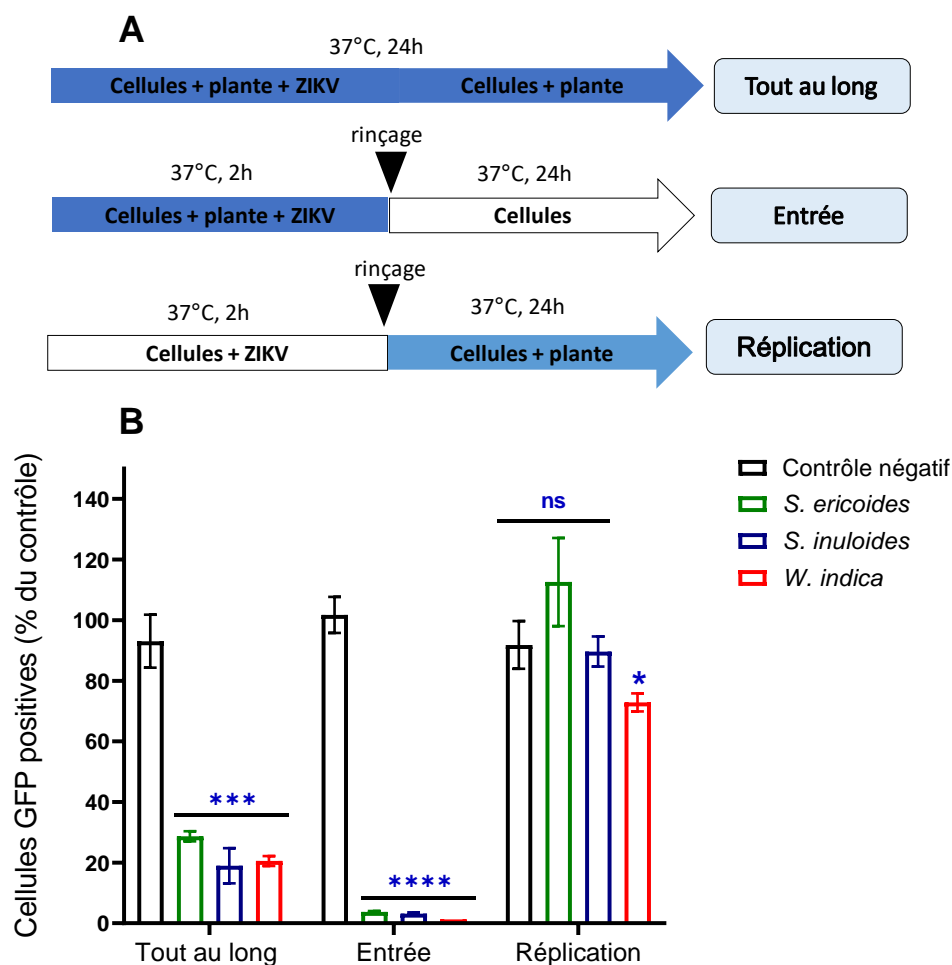 A
37°C, 24h
Cellules + plante + ZIKV Cellules + plante Tout au long
rinçage
37°C, 2h 37°C, 24h
Cellules + plante + ZIKV Cellules Entrée
rinçage
37°C, 2h 37°C, 24h
Cellules + ZIKV Cellules + plante Réplication
B
Cellules GFP positives (% du contrôle)
140
120
100
80
60
40
20
0
***
****
ns
*
Tout au long Entrée Réplication
Contrôle négatif
S. ericoides
S. inuloides
W. indica